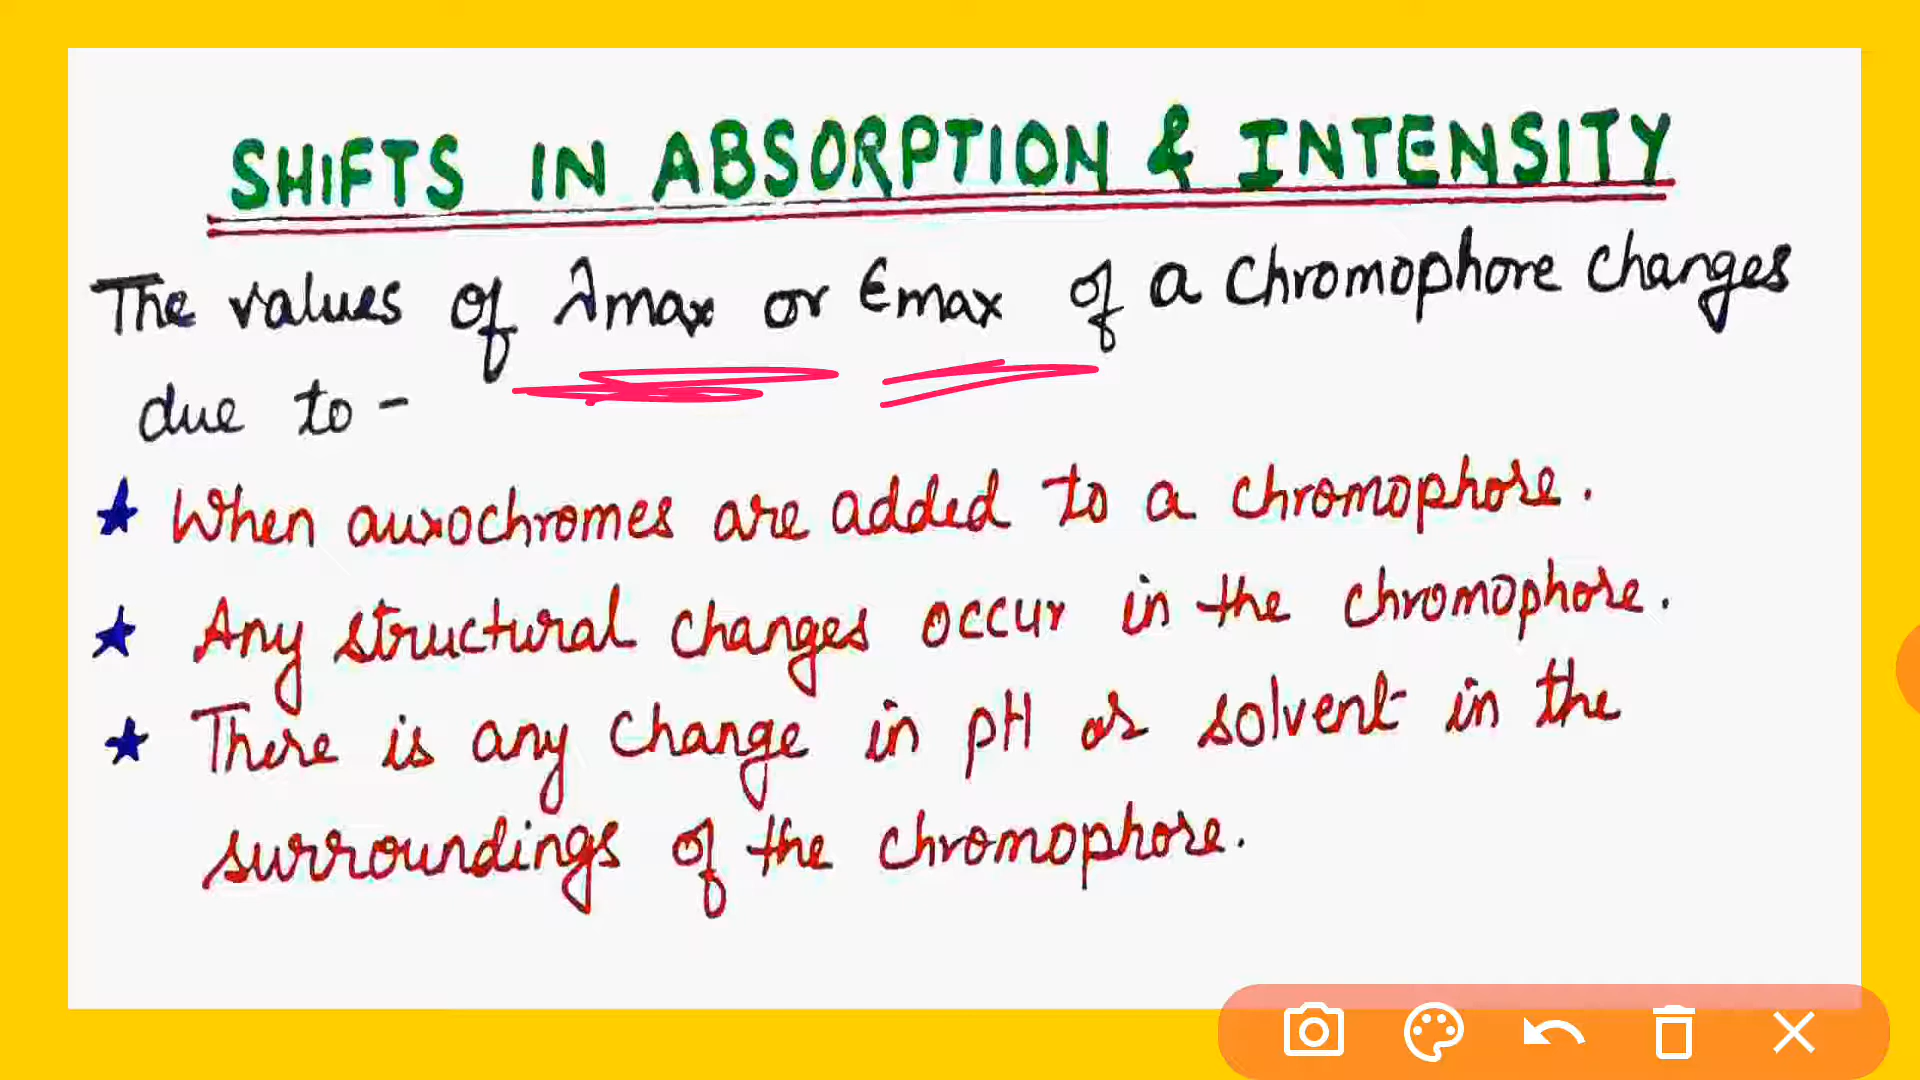 SHIFTS IN ABSORPTION & INTENSITY
The values of λmax or ϵmax of a chromophore changes
due to -
★ When auxochromes are added to a chromophore.
★ Any structural changes occur in the chromophore.
★ There is any change in pH or solvent in the
surroundings of the chromophore.